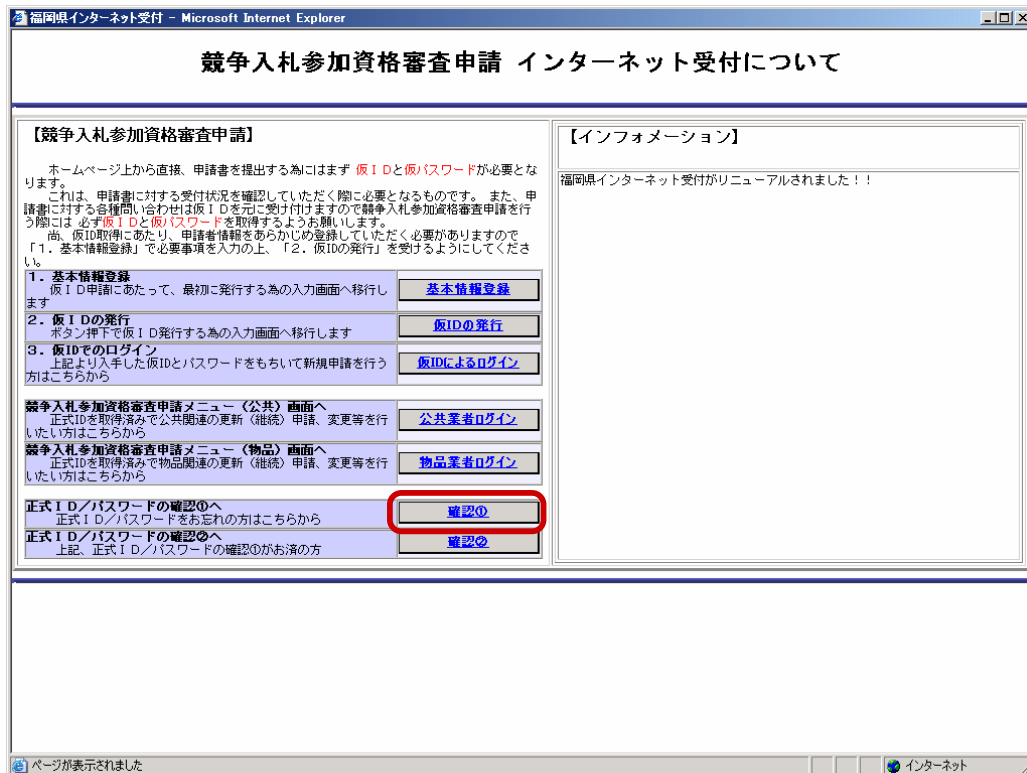 福岡県インターネット受付 - Microsoft Internet Explorer
競争入札参加資格審査申請 インターネット受付について
【競争入札参加資格審査申請】
ホームページ上から直接、申請書を提出する為にはまず 仮ＩＤと仮パスワードが必要とな
ります。
これは、申請書に対する受付状況を確認していただく際に必要となるものです。 また、申
請書に対する各種問い合わせは仮ＩＤを元に受け付けますので競争入札参加資格審査申請を行
う際には 必ず仮ＩＤと仮パスワードを取得するようお願いします。
尚、仮ID取得にあたり、申請者情報をあらかじめ登録していただく必要がありますので
「１．基本情報登録」で必要事項を入力の上、「２．仮IDの発行」を受けるようにしてくださ
い。
１．基本情報登録
仮ＩＤ申請にあたって、最初に発行する為の入力画面へ移行し
ます
基本情報登録
２．仮ＩＤの発行
ボタン押下で仮ＩＤ発行する為の入力画面へ移行します
仮IDの発行
３．仮IDでのログイン
上記より入手した仮IDとパスワードをもちいて新規申請を行う
方はこちらから
仮IDによるログイン
競争入札参加資格審査申請メニュー（公共）画面へ
正式IDを取得済みで公共関連の更新（継続）申請、変更等を行
いたい方はこちらから
公共業者ログイン
競争入札参加資格審査申請メニュー（物品）画面へ
正式IDを取得済みで物品関連の更新（継続）申請、変更等を行
いたい方はこちらから
物品業者ログイン
正式ＩＤ／パスワードの確認①へ
正式ＩＤ／パスワードをお忘れの方はこちらから
確認①
正式ＩＤ／パスワードの確認②へ
上記、正式ＩＤ／パスワードの確認①がお済の方
確認②
【インフォメーション】
福岡県インターネット受付がリニューアルされました！！
ページが表示されました
インターネット